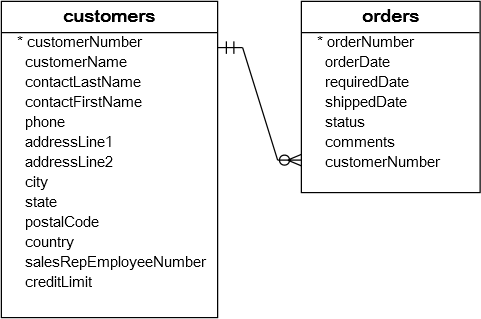 customers
* customerNumber
customerName
contactLastName
contactFirstName
phone
addressLine1
addressLine2
city
state
postalCode
country
salesRepEmployeeNumber
creditLimit
orders
* orderNumber
orderDate
requiredDate
shippedDate
status
comments
customerNumber